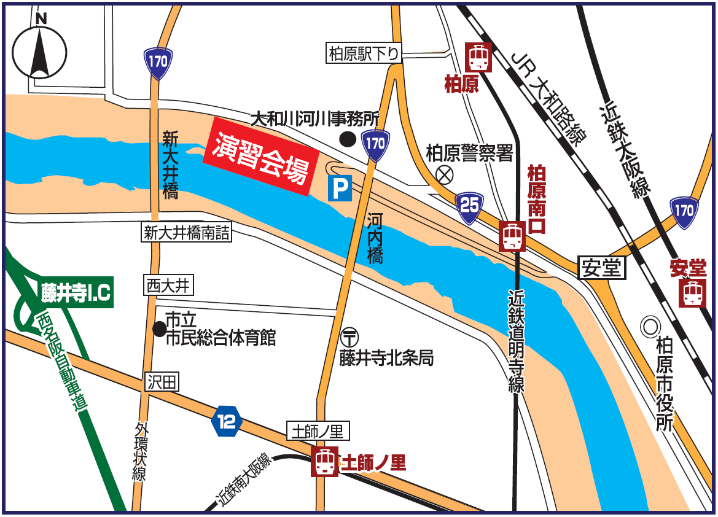 N
170
柏原駅下り
柏原
JR大和路線
近鉄大阪線
大和川河川事務所
170
新大井橋
演習会場
P
柏原警察署
柏原南口
25
170
新大井橋南詰
河内橋
安堂
安堂
藤井寺I.C
西大井
市立
市民総合体育館
近鉄道明寺線
西名阪自動車道
藤井寺北条局
柏原市役所
沢田
12
土師ノ里
外環状線
土師ノ里
近鉄南大阪線